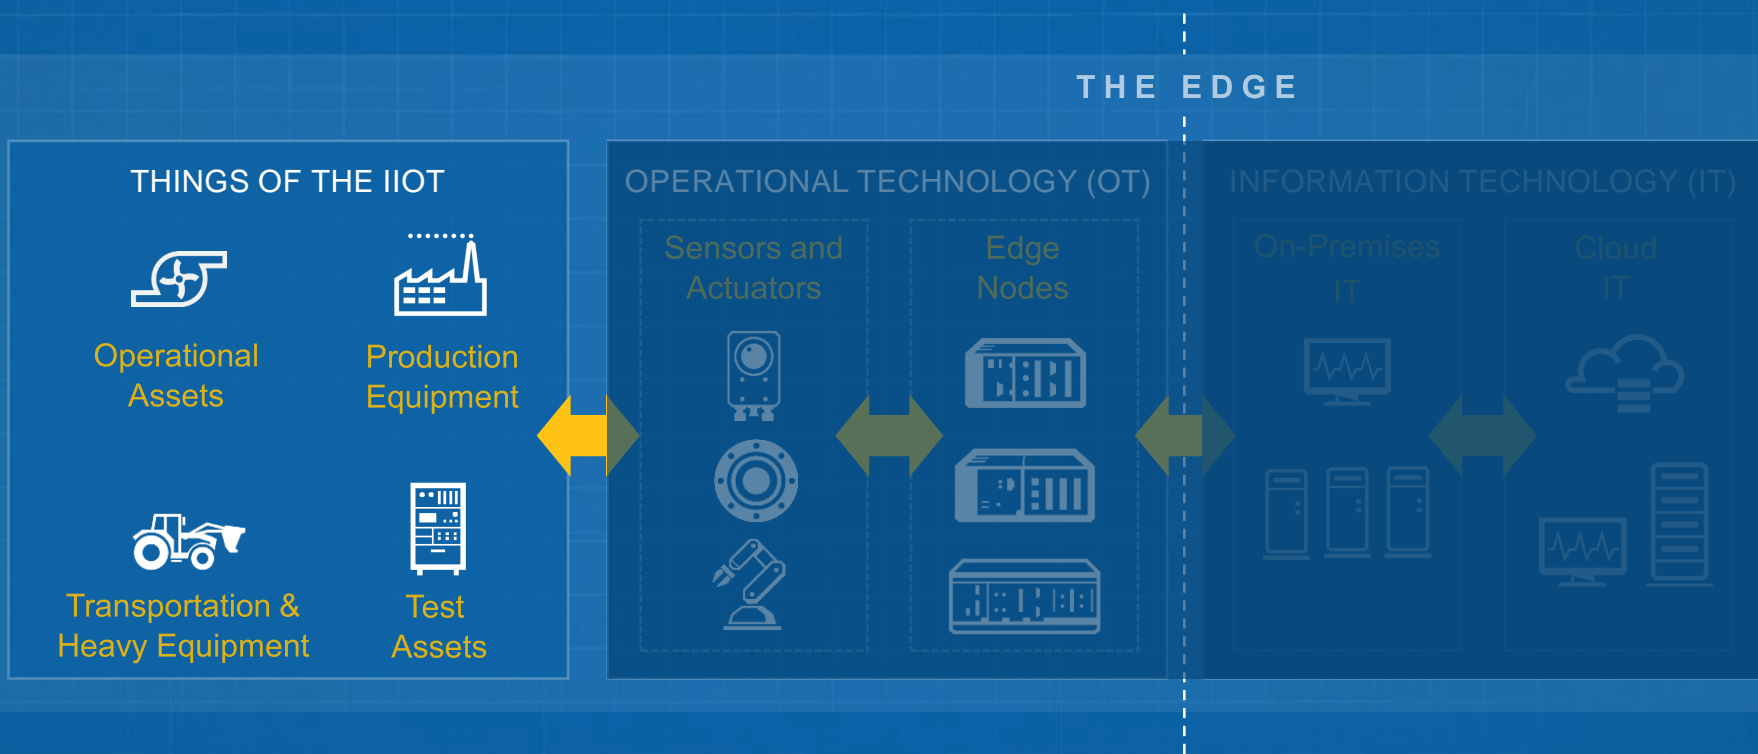 THE EDGE
THINGS OF THE IIOT
Operational
Assets
Production
Equipment
Transportation &
Heavy Equipment
Test
Assets
OPERATIONAL TECHNOLOGY (OT)
Sensors and
Actuators
Edge
Nodes
INFORMATION TECHNOLOGY (IT)
On-Premises
IT
Cloud
IT